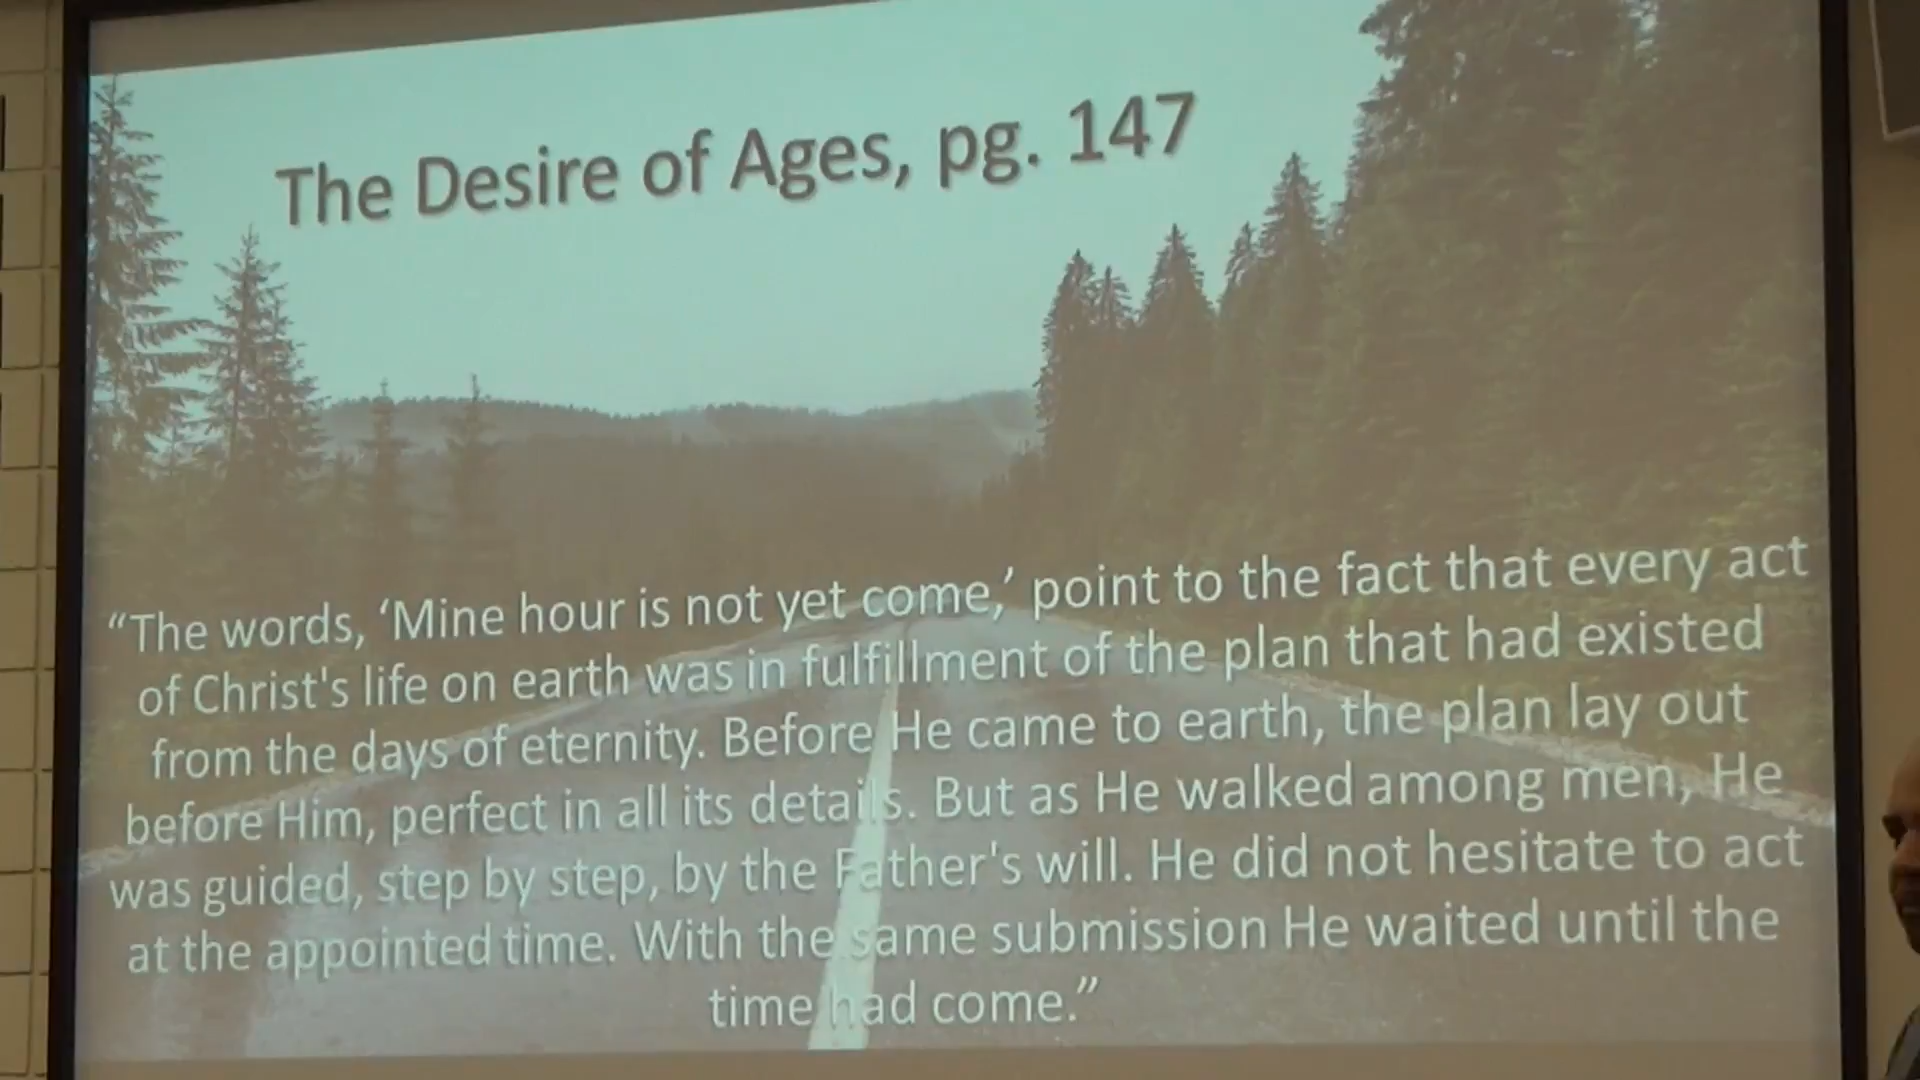 The Desire of Ages, pg. 147
“The words, ‘Mine hour is not yet come,’ point to the fact that every act
of Christ's life on earth was in fulfillment of the plan that had existed
from the days of eternity. Before He came to earth, the plan lay out
before Him, perfect in all its details. But as He walked among men, He
was guided, step by step, by the Father's will. He did not hesitate to act
at the appointed time. With the same submission He waited until the
time had come.”